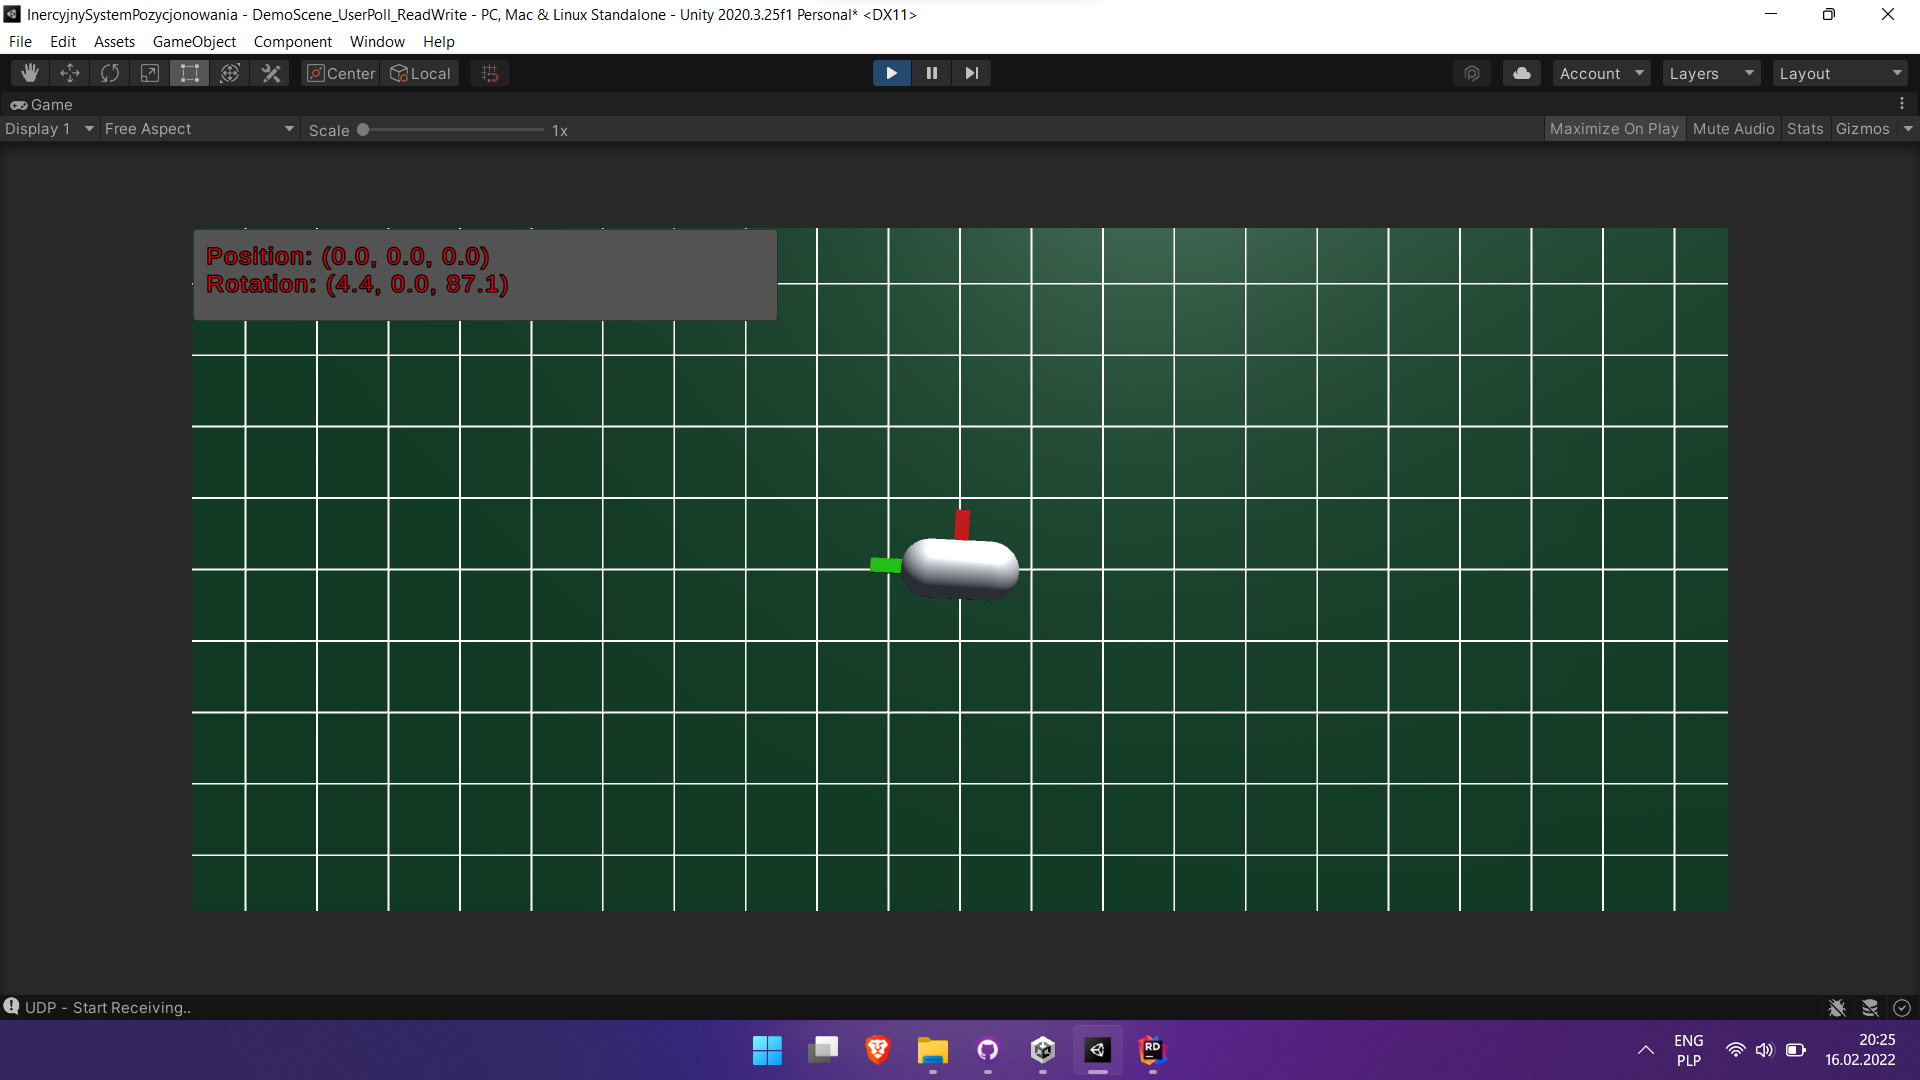 InercyjnySystemPozycjonowania - DemoScene_UserPoll_ReadWrite - PC, Mac & Linux Standalone - Unity 2020.3.25f1 Personal* <DX11>
File Edit Assets GameObject Component Window Help
Center Local Account Layers Layout
Game
Display 1 Free Aspect Scale 1x Maximize On Play Mute Audio Stats Gizmos
Position: (0.0, 0.0, 0.0)
Rotation: (4.4, 0.0, 87.1)
UDP - Start Receiving..
RD
ENG
PLP
20:25
16.02.2022